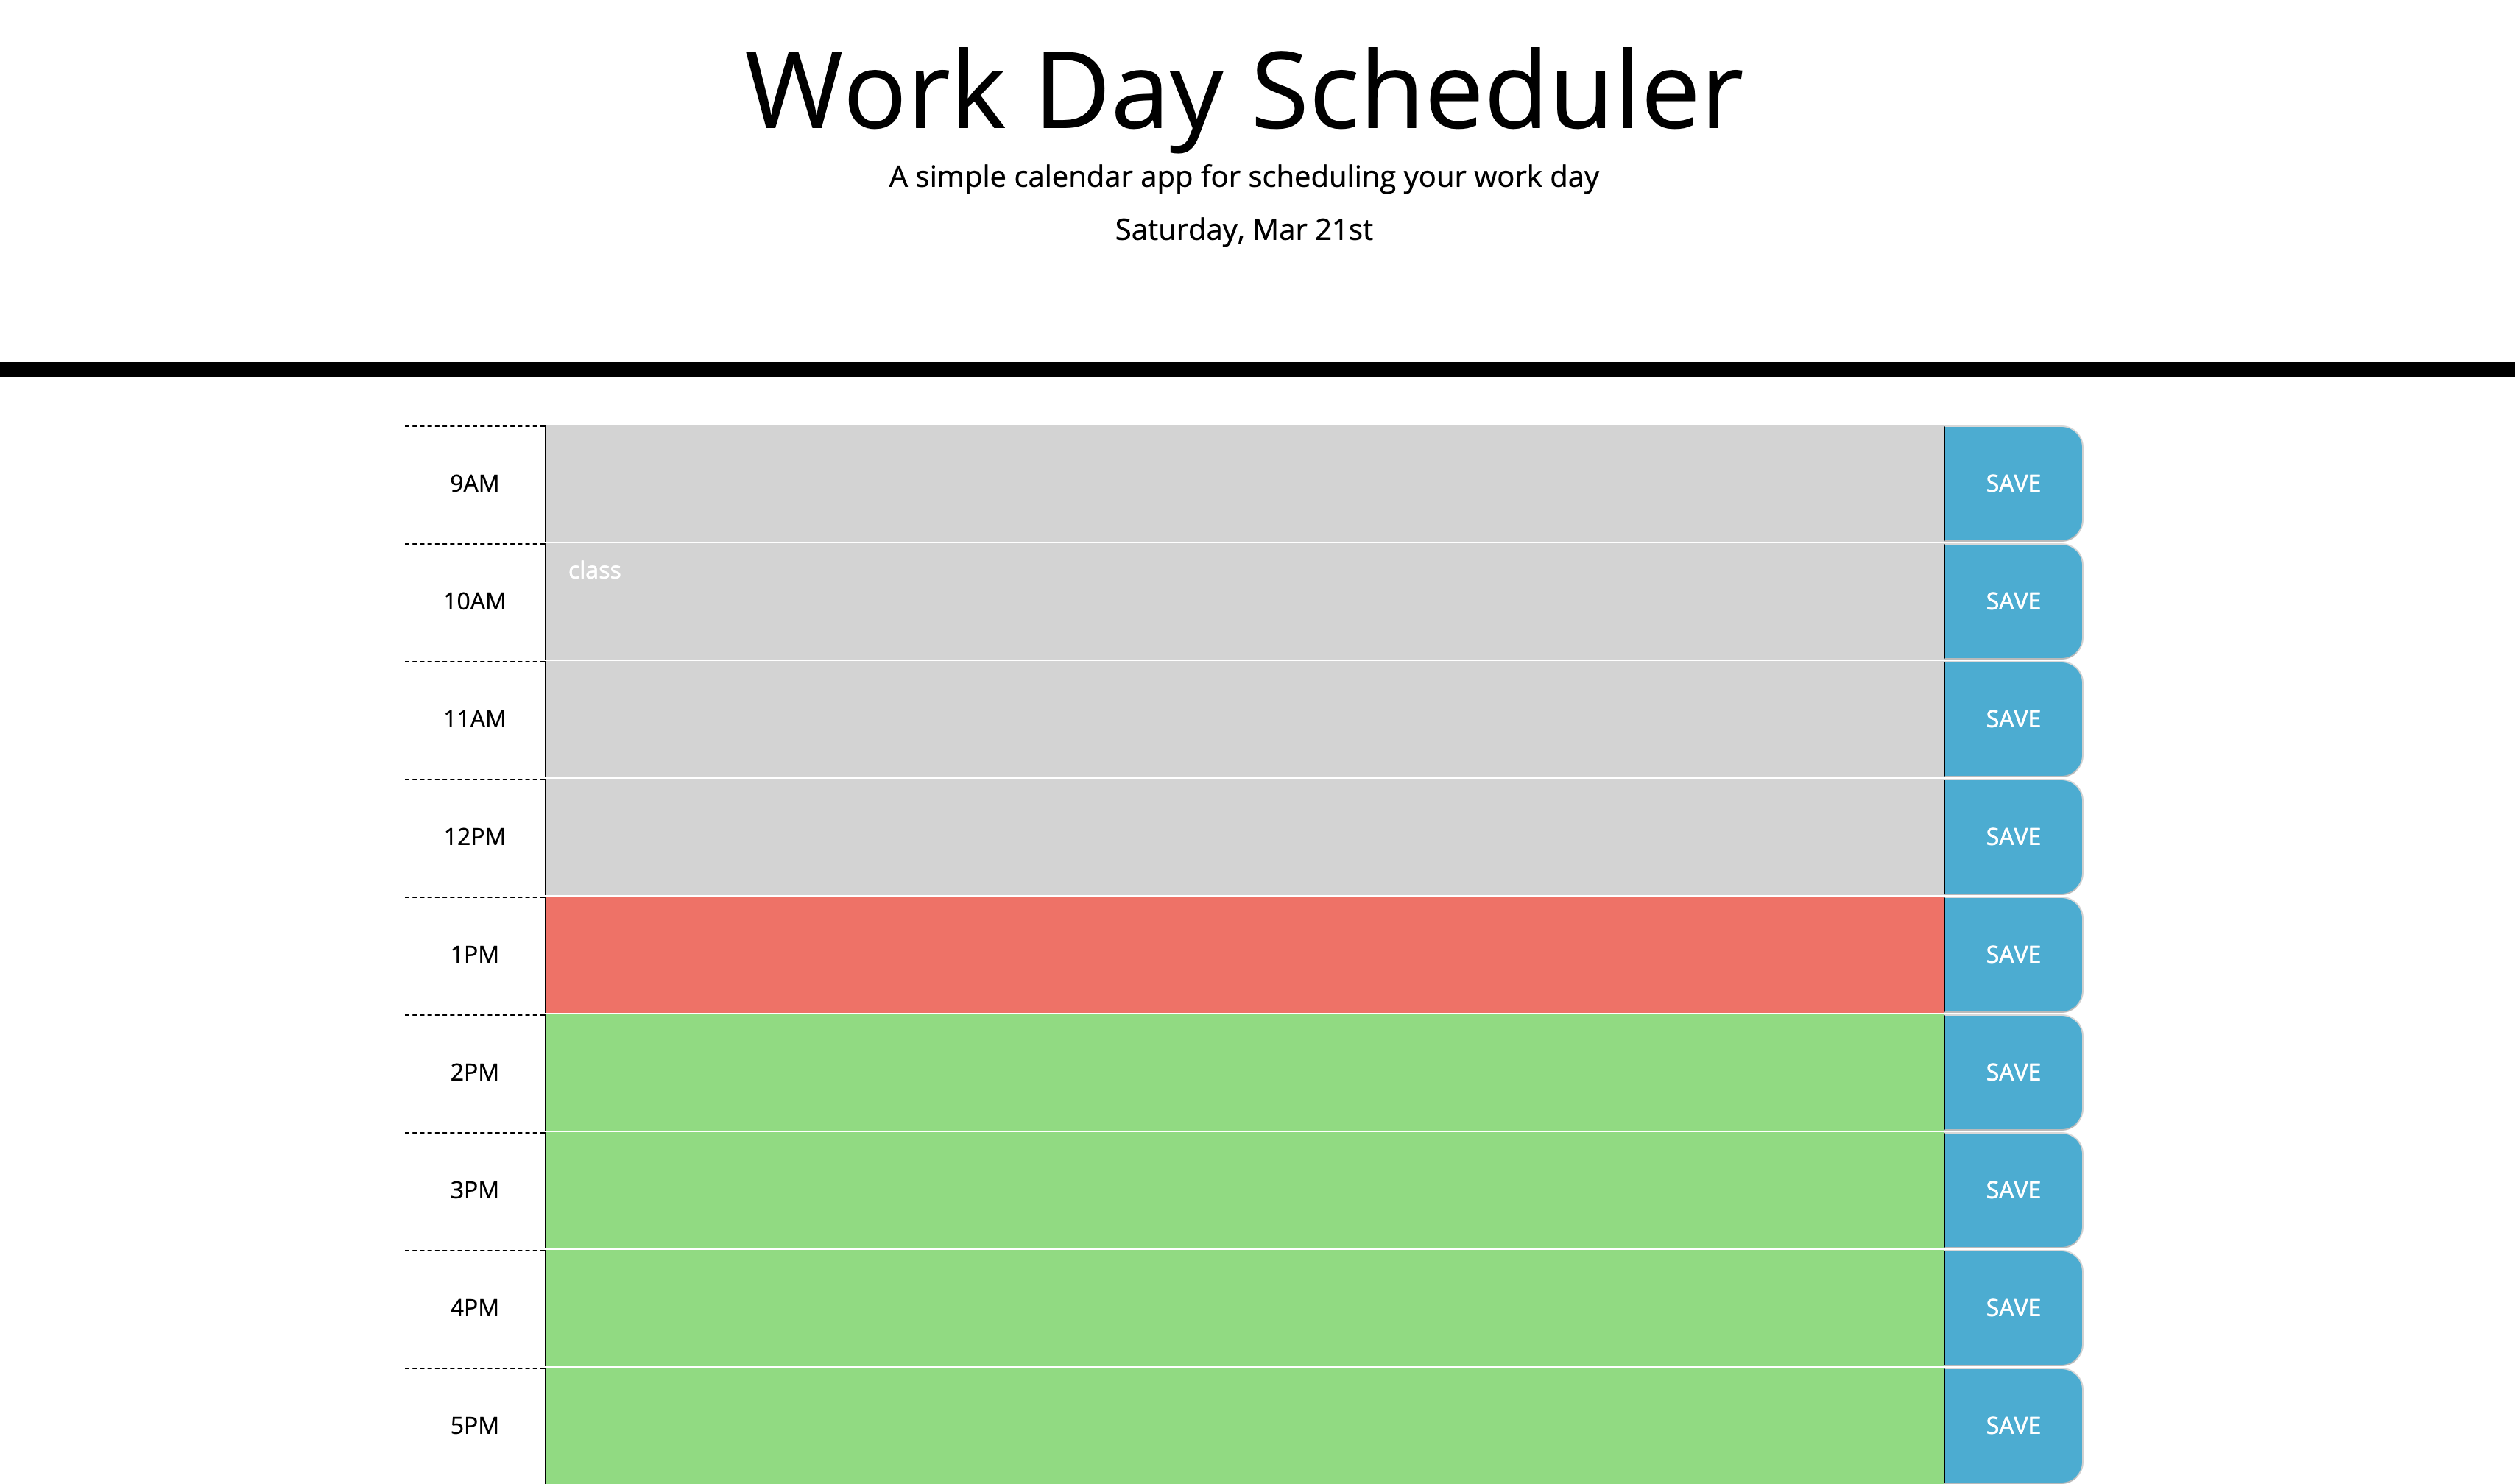 Work Day Scheduler
A simple calendar app for scheduling your work day
Saturday, Mar 21st
9AM
SAVE
class
10AM
SAVE
11AM
SAVE
12PM
SAVE
1PM
SAVE
2PM
SAVE
3PM
SAVE
4PM
SAVE
5PM
SAVE